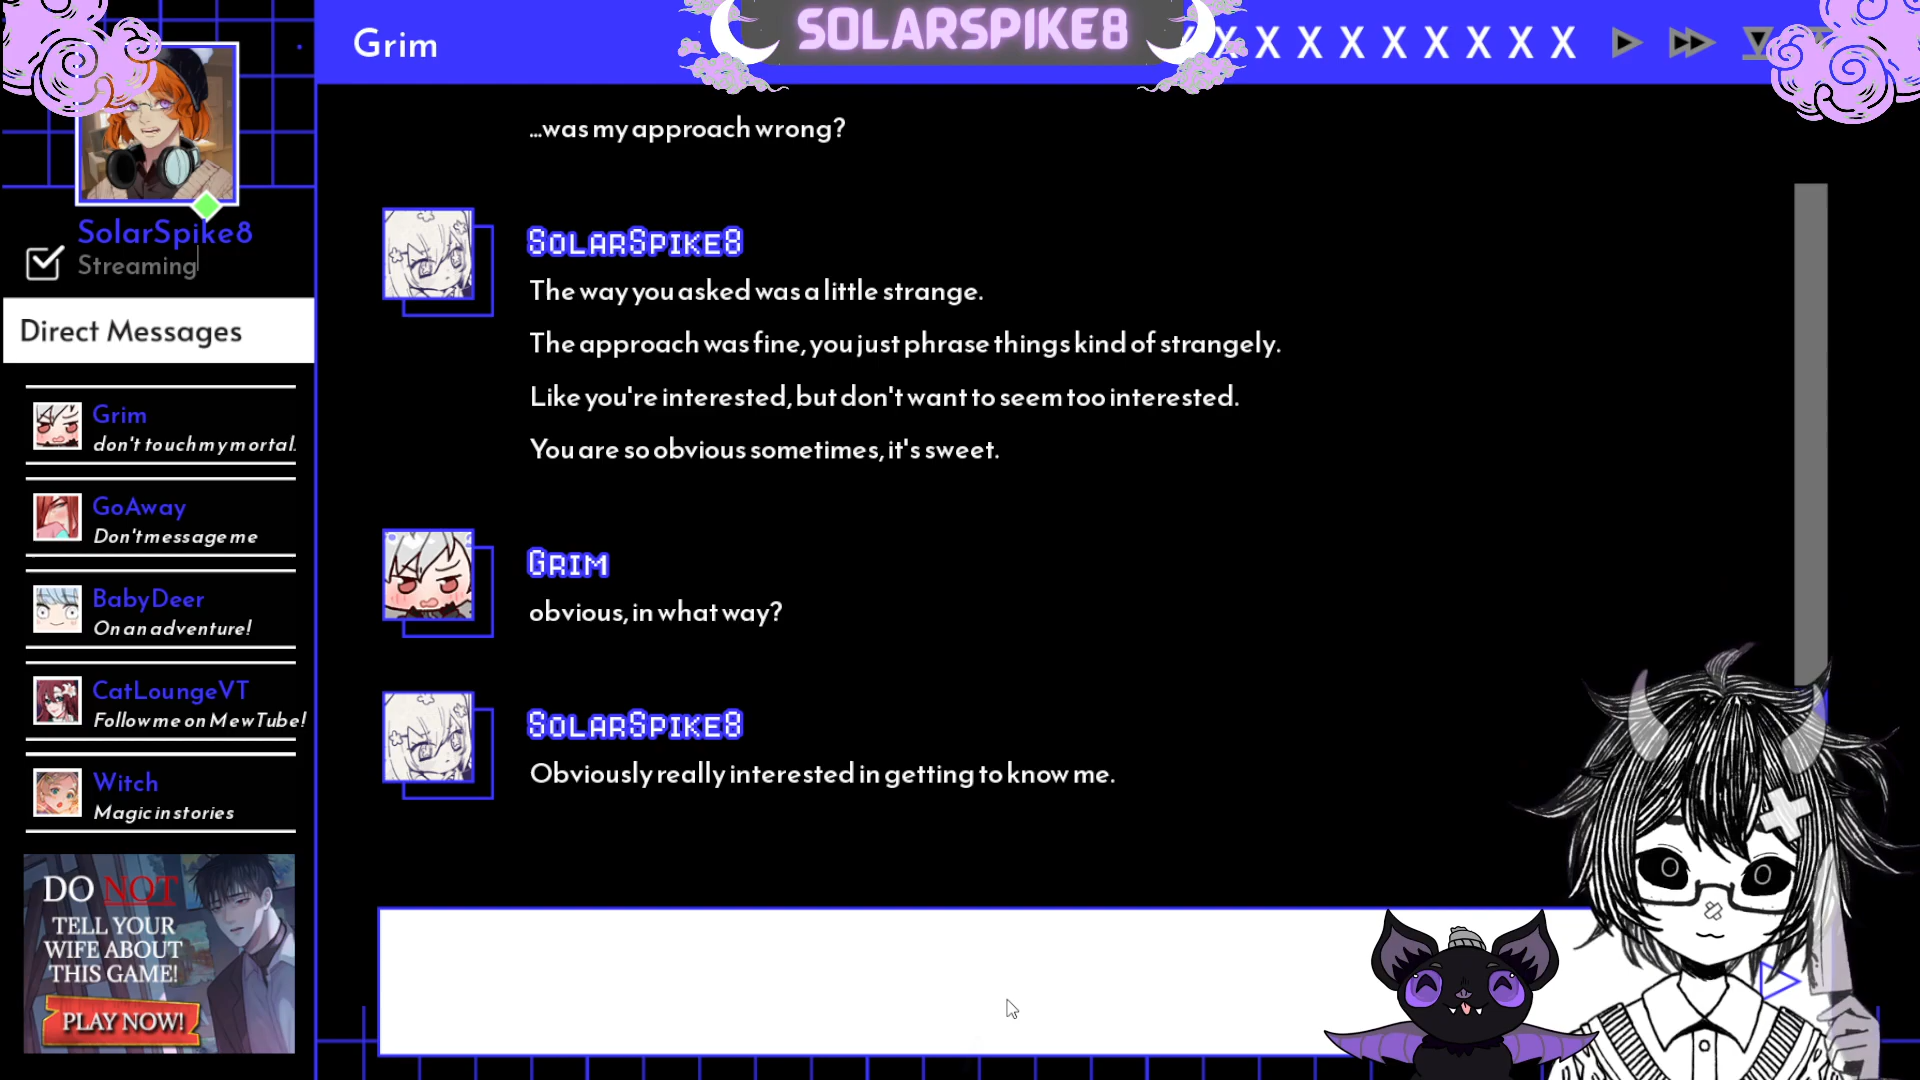 SOLARSPIKE8
Grim
X X X X X X X X X
SolarSpike8
Streaming
Direct Messages
Grim
don't touch my mortal.
GoAway
Don't message me
BabyDeer
On an adventure!
CatLoungeVT
Follow me on MewTube!
Witch
Magic in stories
DO NOT
TELL YOUR
WIFE ABOUT
THIS GAME!
PLAY NOW!
...was my approach wrong?
SolarSpike8
The way you asked was a little strange.
The approach was fine, you just phrase things kind of strangely.
Like you're interested, but don't want to seem too interested.
You are so obvious sometimes, it's sweet.
Grim
obvious, in what way?
SolarSpike8
Obviously really interested in getting to know me.